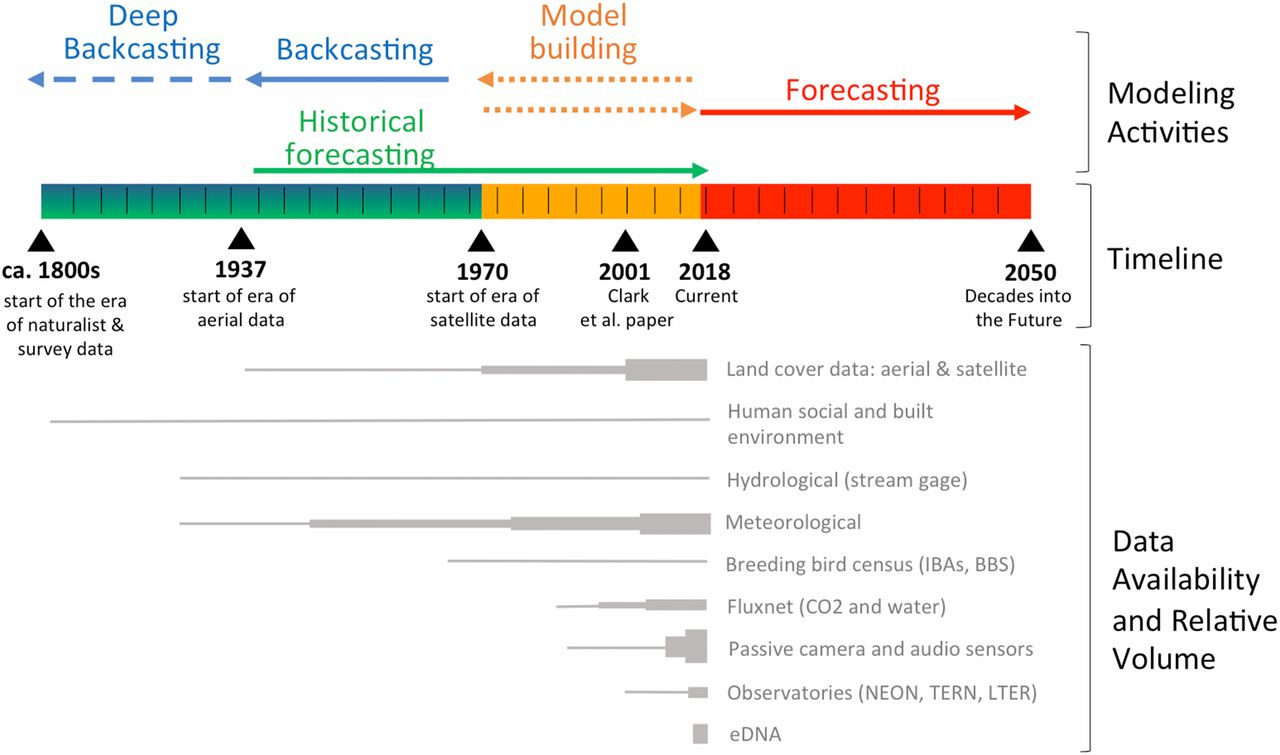 Deep
Backcasting
Backcasting
Model
building
Forecasting
Historical
forecasting
Modeling
Activities
ca. 1800s
start of the era
of naturalist &
survey data
1937
start of era of
aerial data
1970
start of era of
satellite data
2001
Clark
et al. paper
2018
Current
2050
Decades into
the Future
Timeline
Land cover data: aerial & satellite
Human social and built
environment
Hydrological (stream gage)
Meteorological
Breeding bird census (IBAs, BBS)
Fluxnet (CO2 and water)
Passive camera and audio sensors
Observatories (NEON, TERN, LTER)
eDNA
Data
Availability
and Relative
Volume